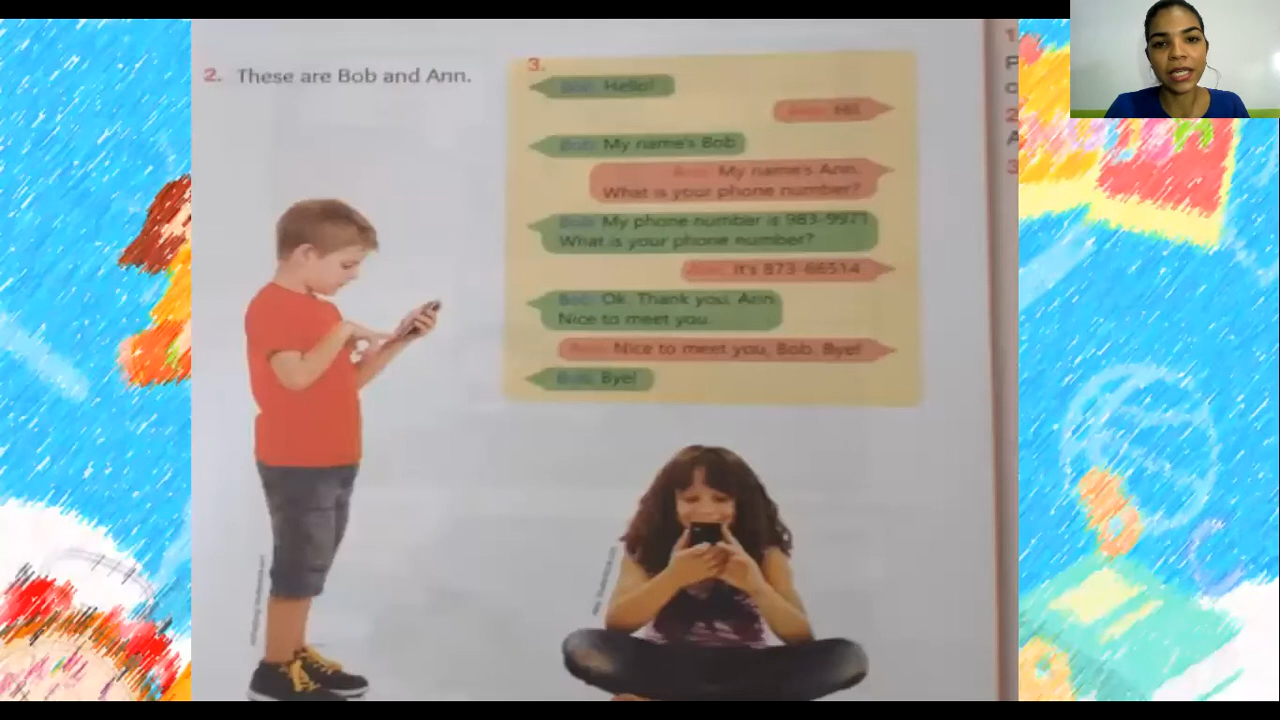 2. These are Bob and Ann.
3.
Bob: Hello!
Ann: Hi!
Bob: My name's Bob
Ann: My name's Ann.
What is your phone number?
Bob: My phone number is 983-9971
What is your phone number?
Ann: It's 873-66514
Bob: Ok. Thank you, Ann
Nice to meet you.
Ann: Nice to meet you, Bob. Bye!
Bob: Bye!